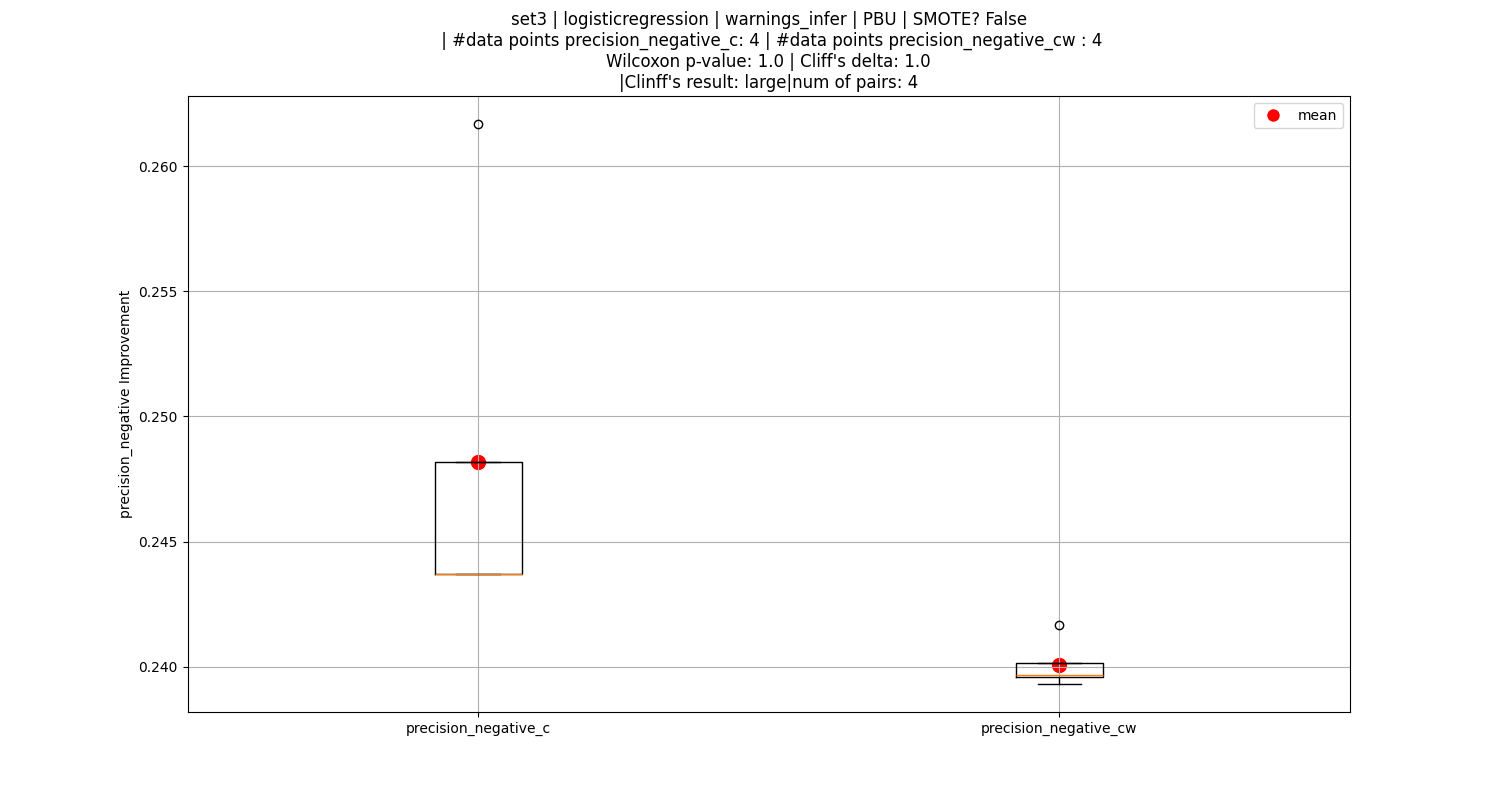 set3 | logisticregression | warnings_infer | PBU | SMOTE? False
| #data points precision_negative_c: 4 | #data points precision_negative_cw : 4
Wilcoxon p-value: 1.0 | Cliff's delta: 1.0
|Clinff's result: large|num of pairs: 4
mean
precision_negative Improvement
0.260
0.255
0.250
0.245
0.240
precision_negative_c
precision_negative_cw